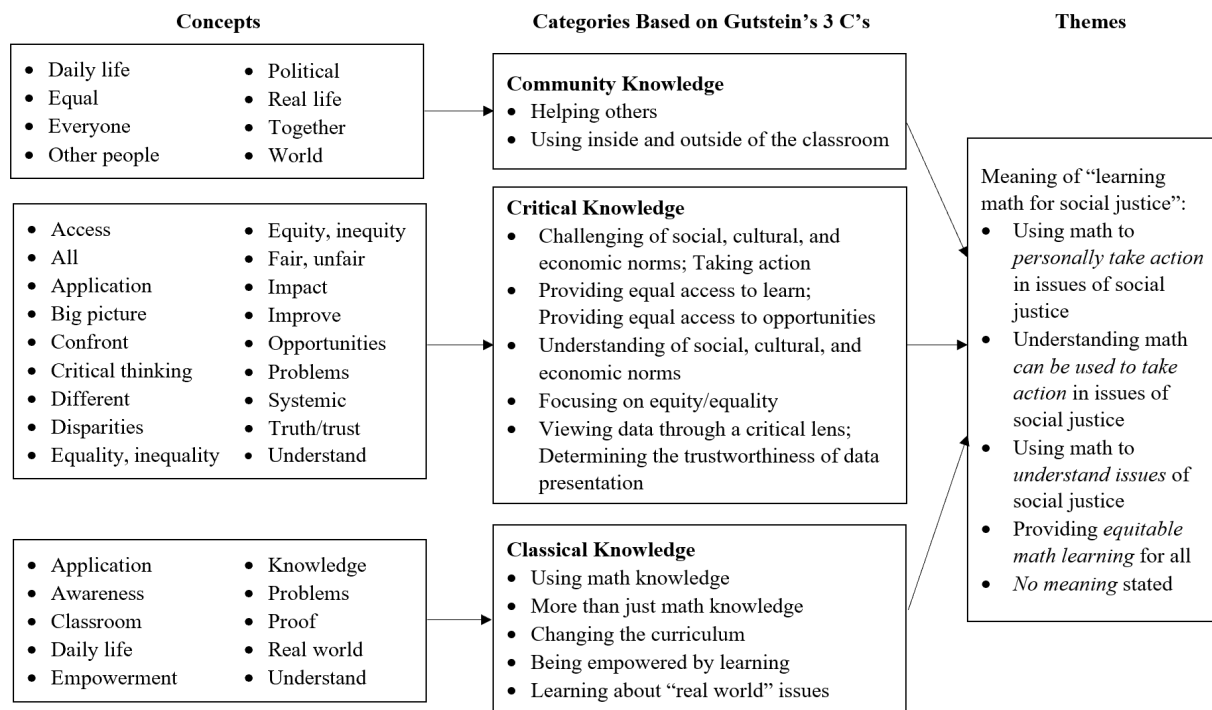 Concepts
Categories Based on Gutstein's 3 C's
Themes
• Daily life
• Equal
• Everyone
• Other people
• Political
• Real life
• Together
• World
Community Knowledge
• Helping others
• Using inside and outside of the classroom
• Access
• All
• Application
• Big picture
• Confront
• Critical thinking
• Different
• Disparities
• Equality, inequality
• Equity, inequity
• Fair, unfair
• Impact
• Improve
• Opportunities
• Problems
• Systemic
• Truth/trust
• Understand
Critical Knowledge
• Challenging of social, cultural, and
economic norms; Taking action
• Providing equal access to learn;
Providing equal access to opportunities
• Understanding of social, cultural, and
economic norms
• Focusing on equity/equality
• Viewing data through a critical lens;
Determining the trustworthiness of data
presentation
• Application
• Awareness
• Classroom
• Daily life
• Empowerment
• Knowledge
• Problems
• Proof
• Real world
• Understand
Classical Knowledge
• Using math knowledge
• More than just math knowledge
• Changing the curriculum
• Being empowered by learning
• Learning about “real world” issues
Meaning of “learning
math for social justice”:
• Using math to
personally take action
in issues of social
justice
• Understanding math
can be used to take
action in issues of
social justice
• Using math to
understand issues of
social justice
• Providing equitable
math learning for all
• No meaning stated